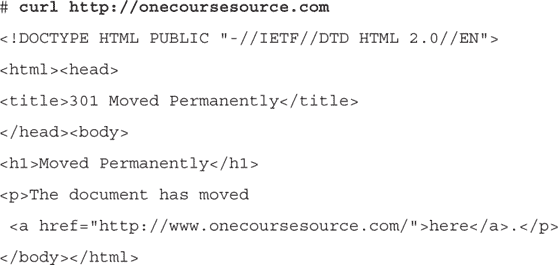 # curl http://onecoursesource.com
<!DOCTYPE HTML PUBLIC "-//IETF//DTD HTML 2.0//EN">
<html><head>
<title>301 Moved Permanently</title>
</head><body>
<h1>Moved Permanently</h1>
<p>The document has moved
 <a href="http://www.onecoursesource.com/">here</a>.</p>
</body></html>